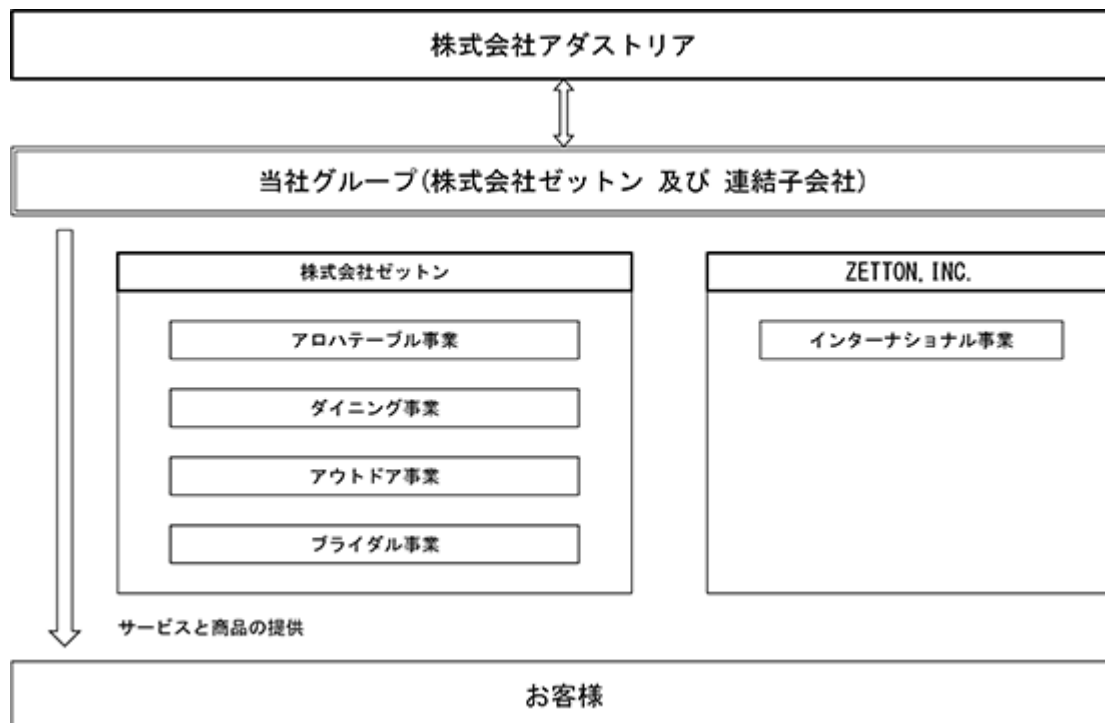 株式会社アダストリア
当社グループ(株式会社ゼットン 及び 連結子会社)
株式会社ゼットン
アロハテーブル事業
ダイニング事業
アウトドア事業
ブライダル事業
ZETTON, INC.
インターナショナル事業
サービスと商品の提供
お客様